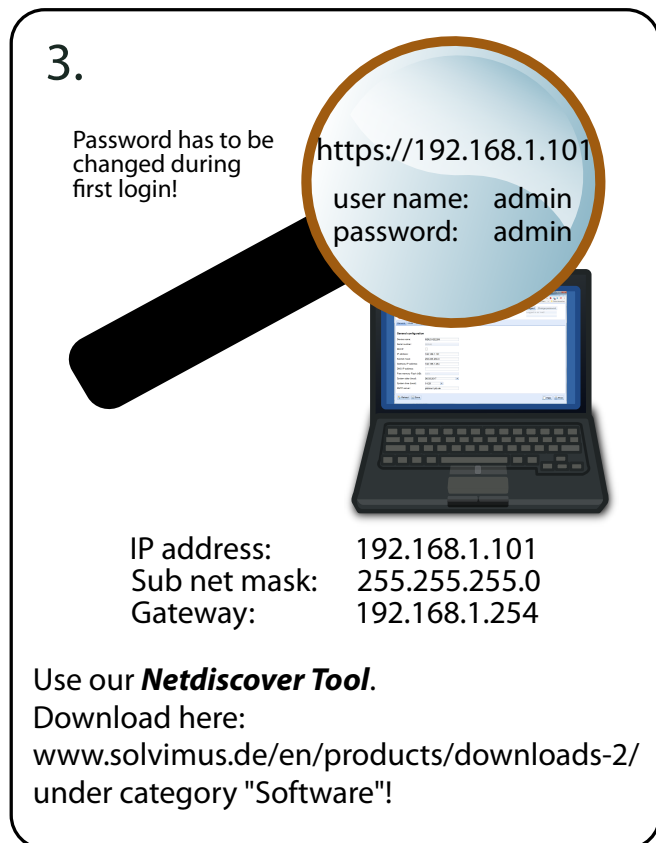 3.
Password has to be
changed during
first login!
https://192.168.1.101
user name: admin
password: admin
IP address: 192.168.1.101
Sub net mask: 255.255.255.0
Gateway: 192.168.1.254
Use our Netdiscover Tool.
Download here:
www.solvimus.de/en/products/downloads-2/
under category "Software"!